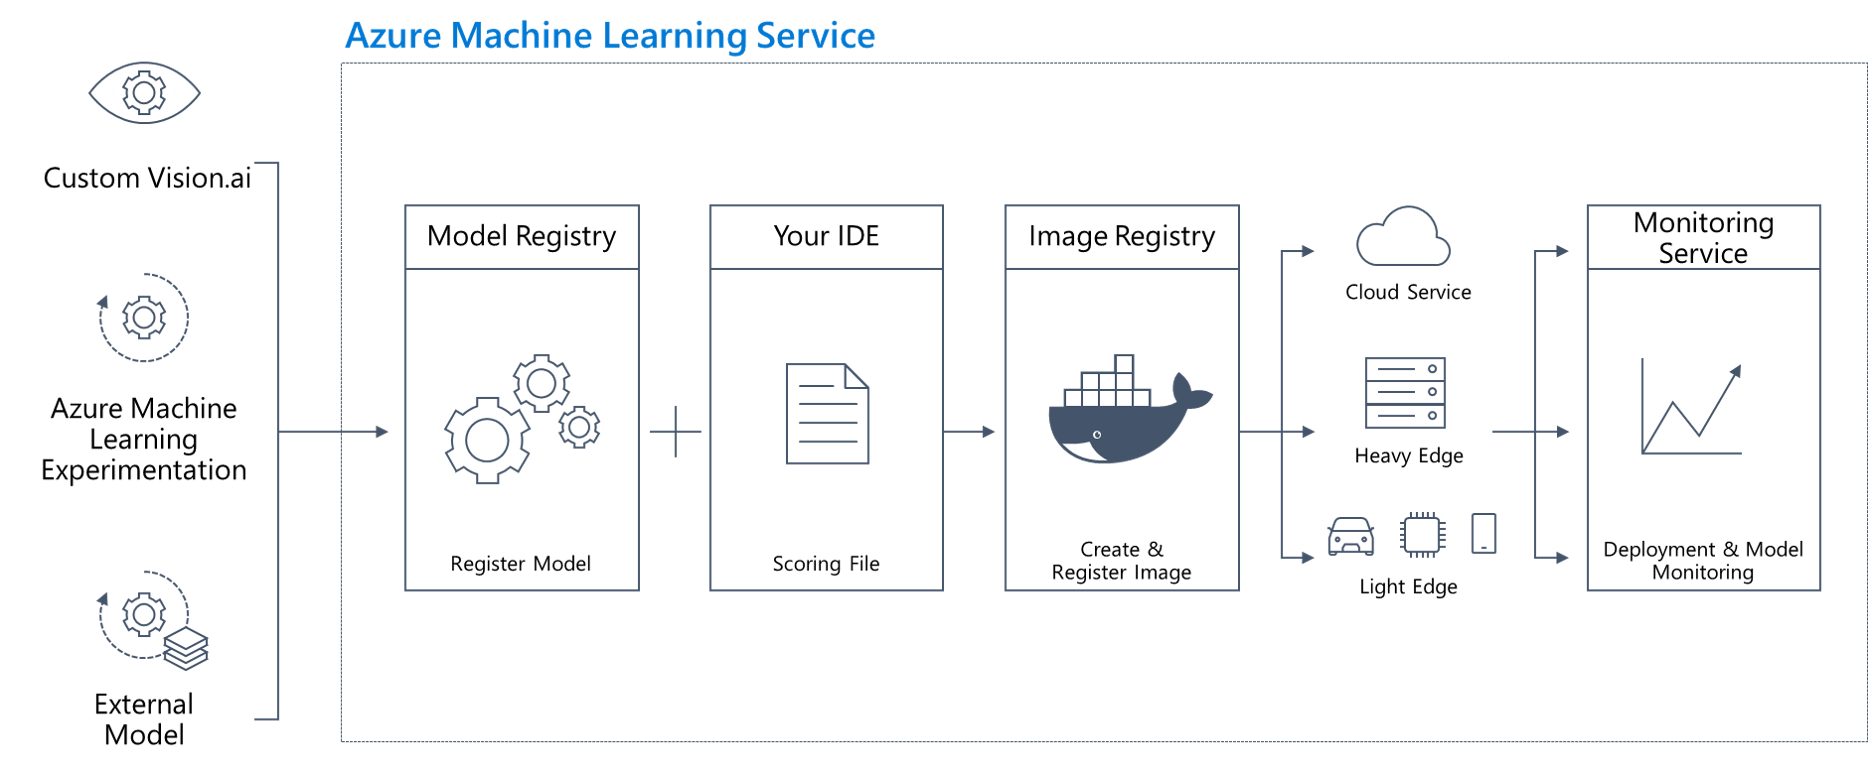 Azure Machine Learning Service
Custom Vision.ai
Azure Machine
Learning
Experimentation
External
Model
Model Registry
Register Model
Your IDE
Scoring File
Image Registry
Create &
Register Image
Cloud Service
Heavy Edge
Light Edge
Monitoring
Service
Deployment & Model
Monitoring